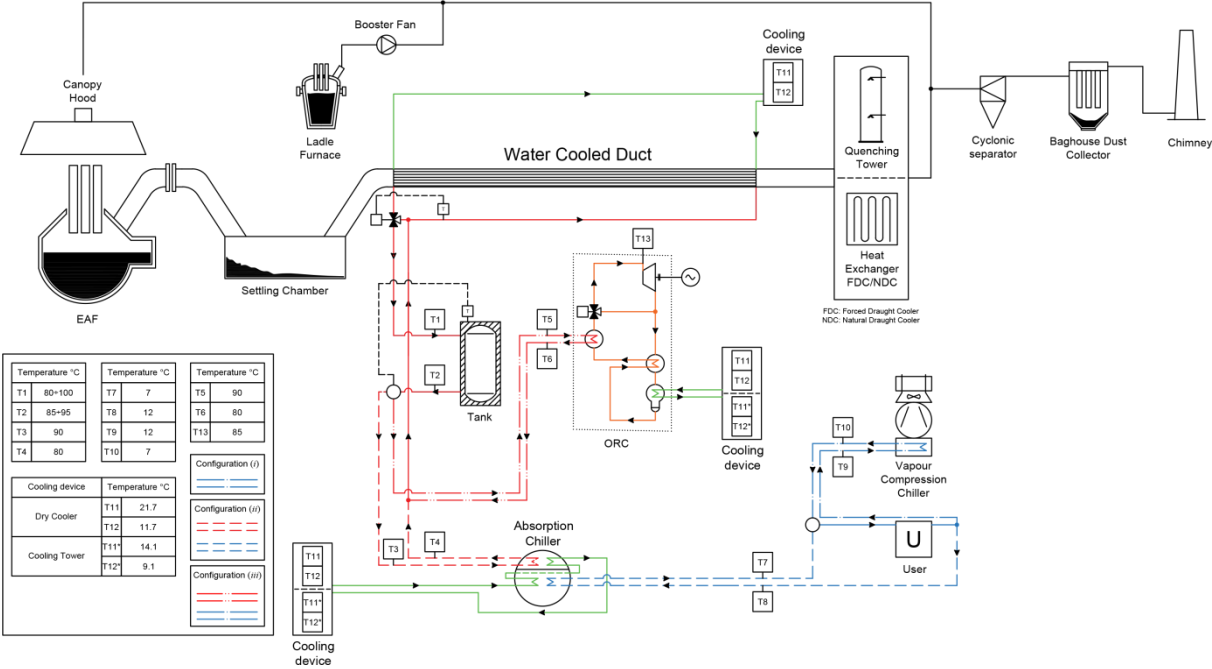 Booster Fan
Cooling
device
T11
T12
Canopy
Hood
Ladle
Furnace
Water Cooled Duct
Quenching
Tower
Cyclonic
separator
Baghouse Dust
Collector
Chimney
T
T13
Heat
Exchanger
FDC/NDC
Settling Chamber
EAF
FDC: Forced Draught Cooler
NDC: Natural Draught Cooler
T
T1
T2
Tank
T5
T6
ORC
T11
T12
T11*
T12*
Cooling
device
Temperature °C
T1 80÷100
T2 85÷95
T3 90
T4 80
Temperature °C
T7 7
T8 12
T9 12
T10 7
Temperature °C
T5 90
T6 80
T13 85
Configuration (i)
Configuration (ii)
Configuration (iii)
Cooling device Temperature °C
Dry Cooler
T11 21.7
T12 11.7
Cooling Tower
T11* 14.1
T12* 9.1
T10
T9
Vapour
Compression
Chiller
U
User
Absorption
Chiller
T3
T4
T7
T8
T11
T12
T11*
T12*
Cooling
device